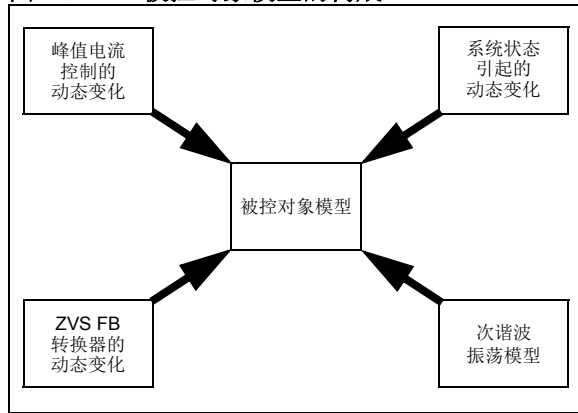 峰值电流
控制的
动态变化
系统状态
引起的
动态变化
被控对象模型
ZVS FB
转换器的
动态变化
次谐波
振荡模型